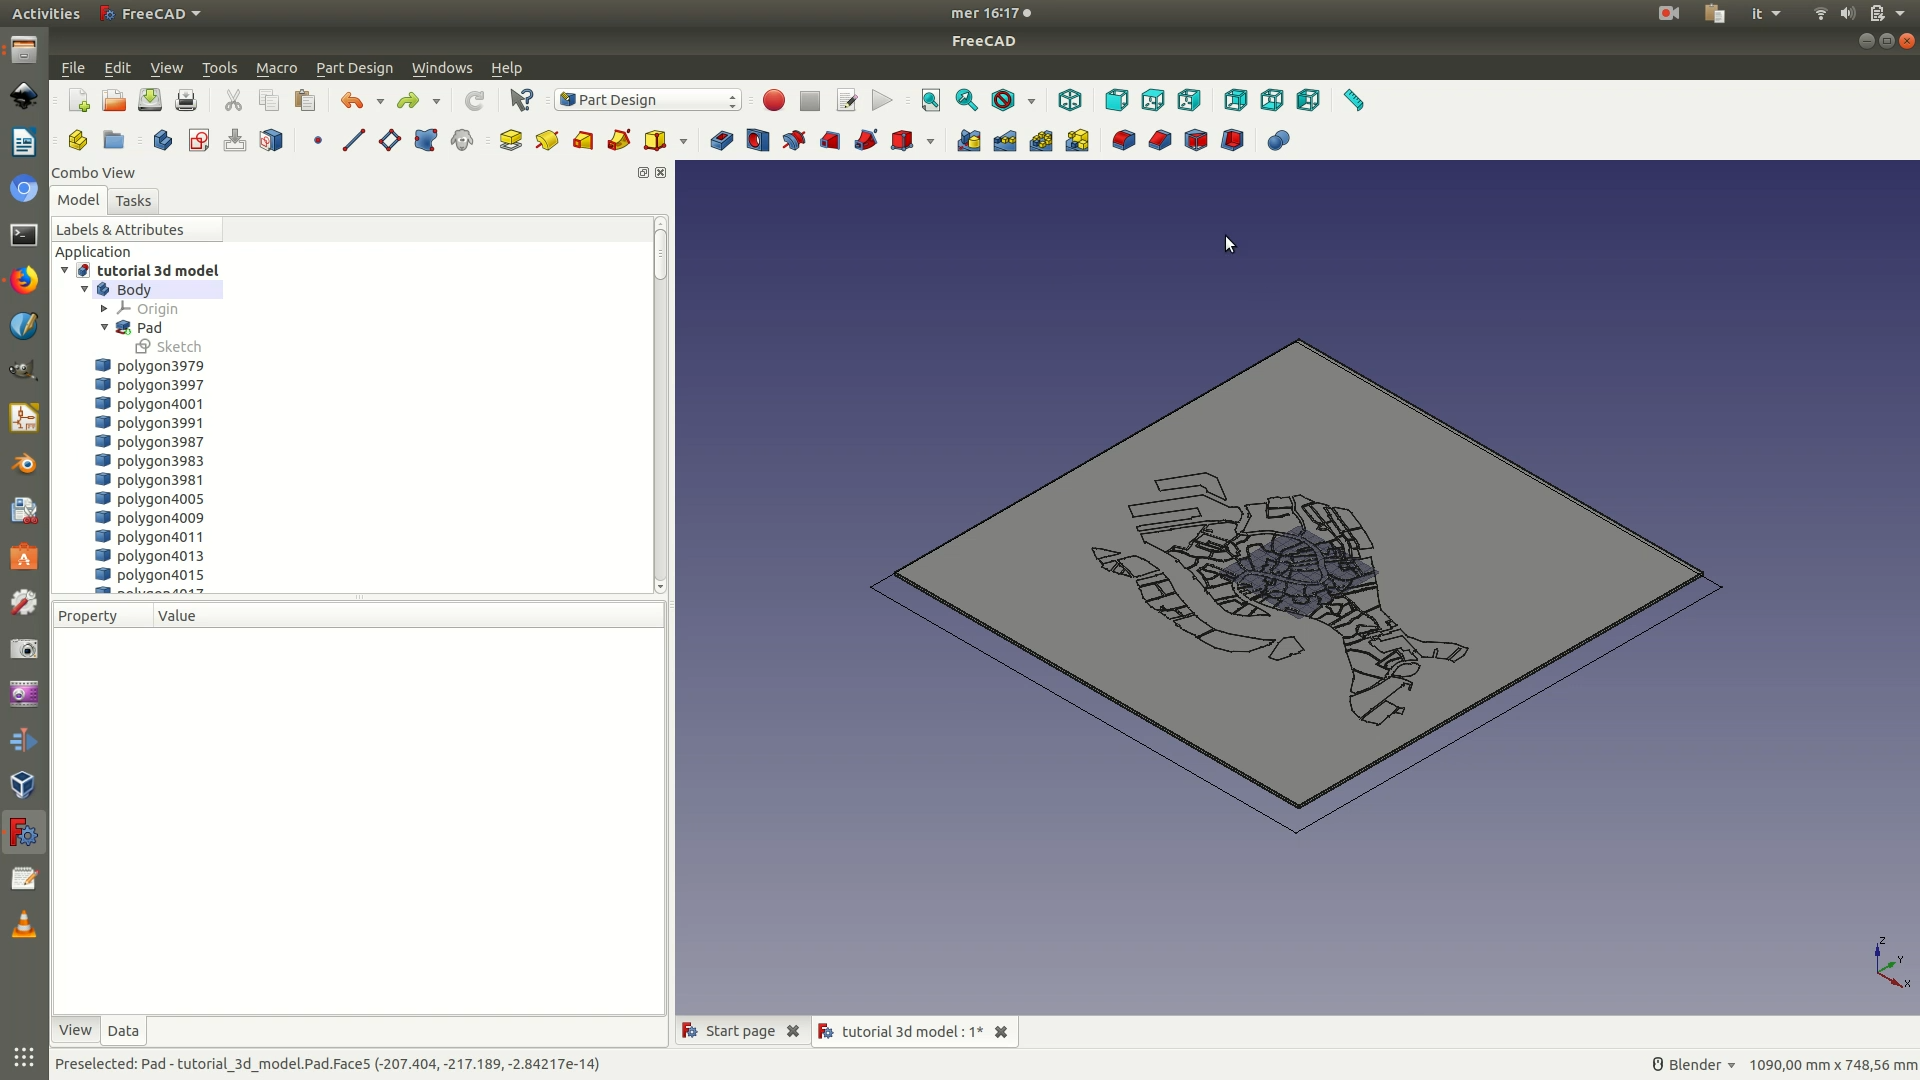 Activities FreeCAD mer 16:17 it
FreeCAD
File Edit View Tools Macro Part Design Windows Help
Part Design
Combo View
Model Tasks
Labels & Attributes
Application
tutorial 3d model
Body
Origin
Pad
Sketch
polygon3979
polygon3997
polygon4001
polygon3991
polygon3987
polygon3983
polygon3981
polygon4005
polygon4009
polygon4011
polygon4013
polygon4015
Property Value
Z
Y
X
View Data
Start page tutorial 3d model : 1*
Preselected: Pad - tutorial_3d_model.Pad.Face5 (-207.404, -217.189, -2.84217e-14) Blender 1090,00 mm x 748,56 mm